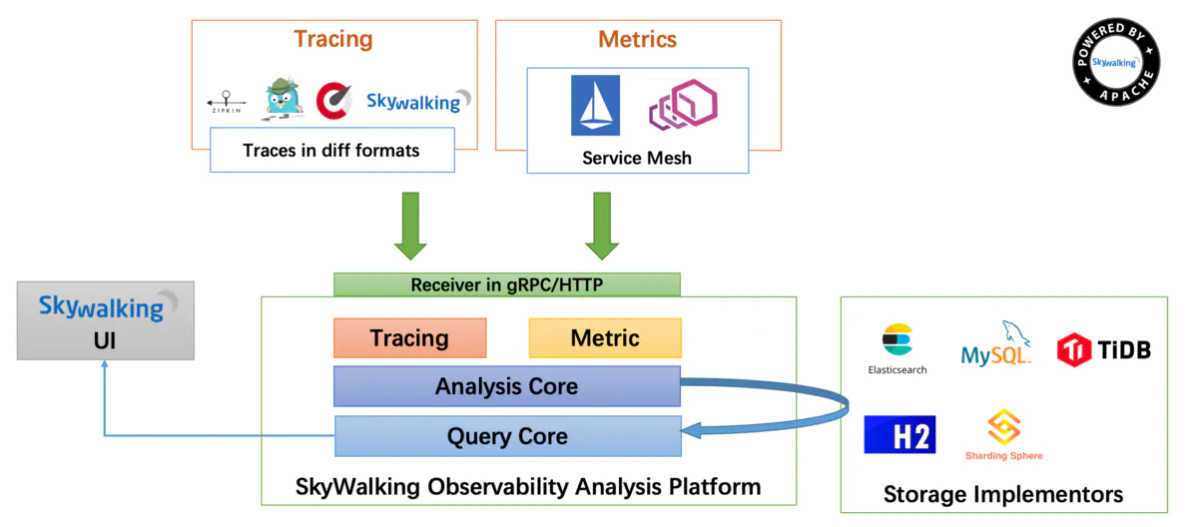 Tracing
Metrics
POWERED BY
Skywalking
APACHE
ZIPKIN
Skywalking
Traces in diff formats
Service Mesh
Receiver in gRPC/HTTP
Skywalking
UI
Tracing
Metric
Analysis Core
Query Core
SkyWalking Observability Analysis Platform
Elasticsearch
MySQL
TiDB
H2
Sharding Sphere
Storage Implementors